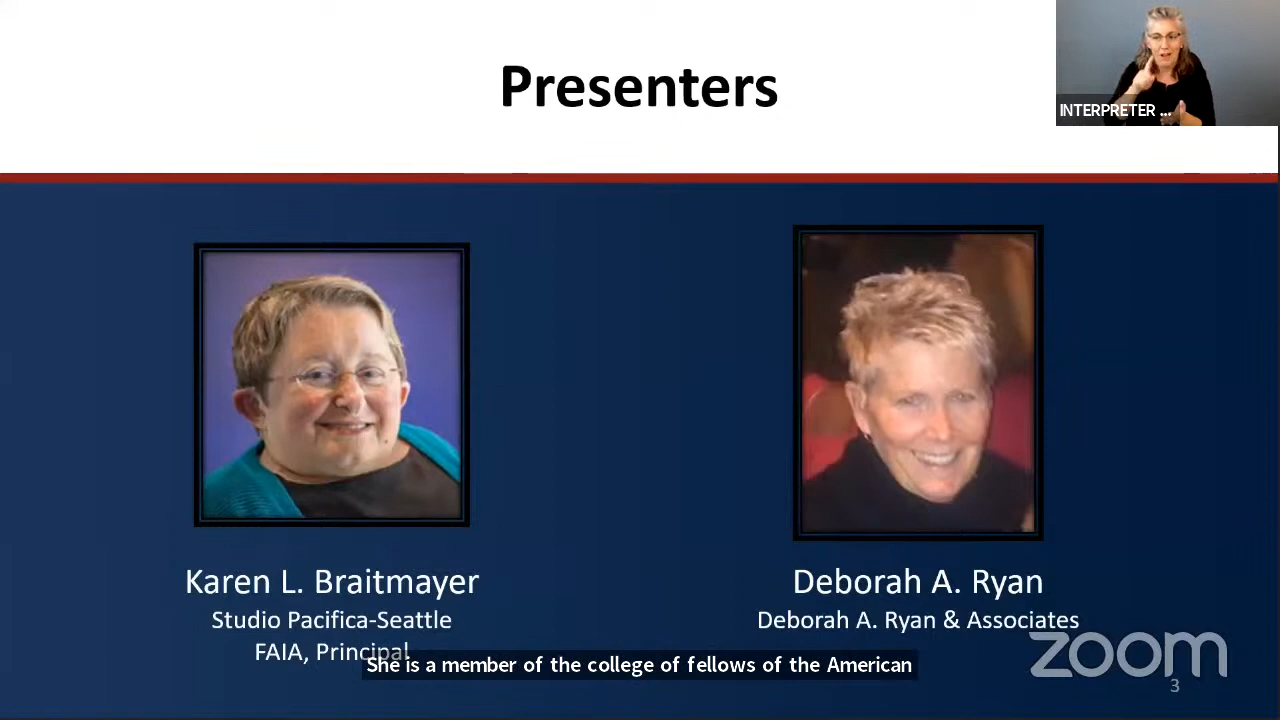 Presenters
INTERPRETER ...
Karen L. Braitmayer
Studio Pacifica-Seattle
FAIA, Principal
Deborah A. Ryan
Deborah A. Ryan & Associates
She is a member of the college of fellows of the American
zoom
3